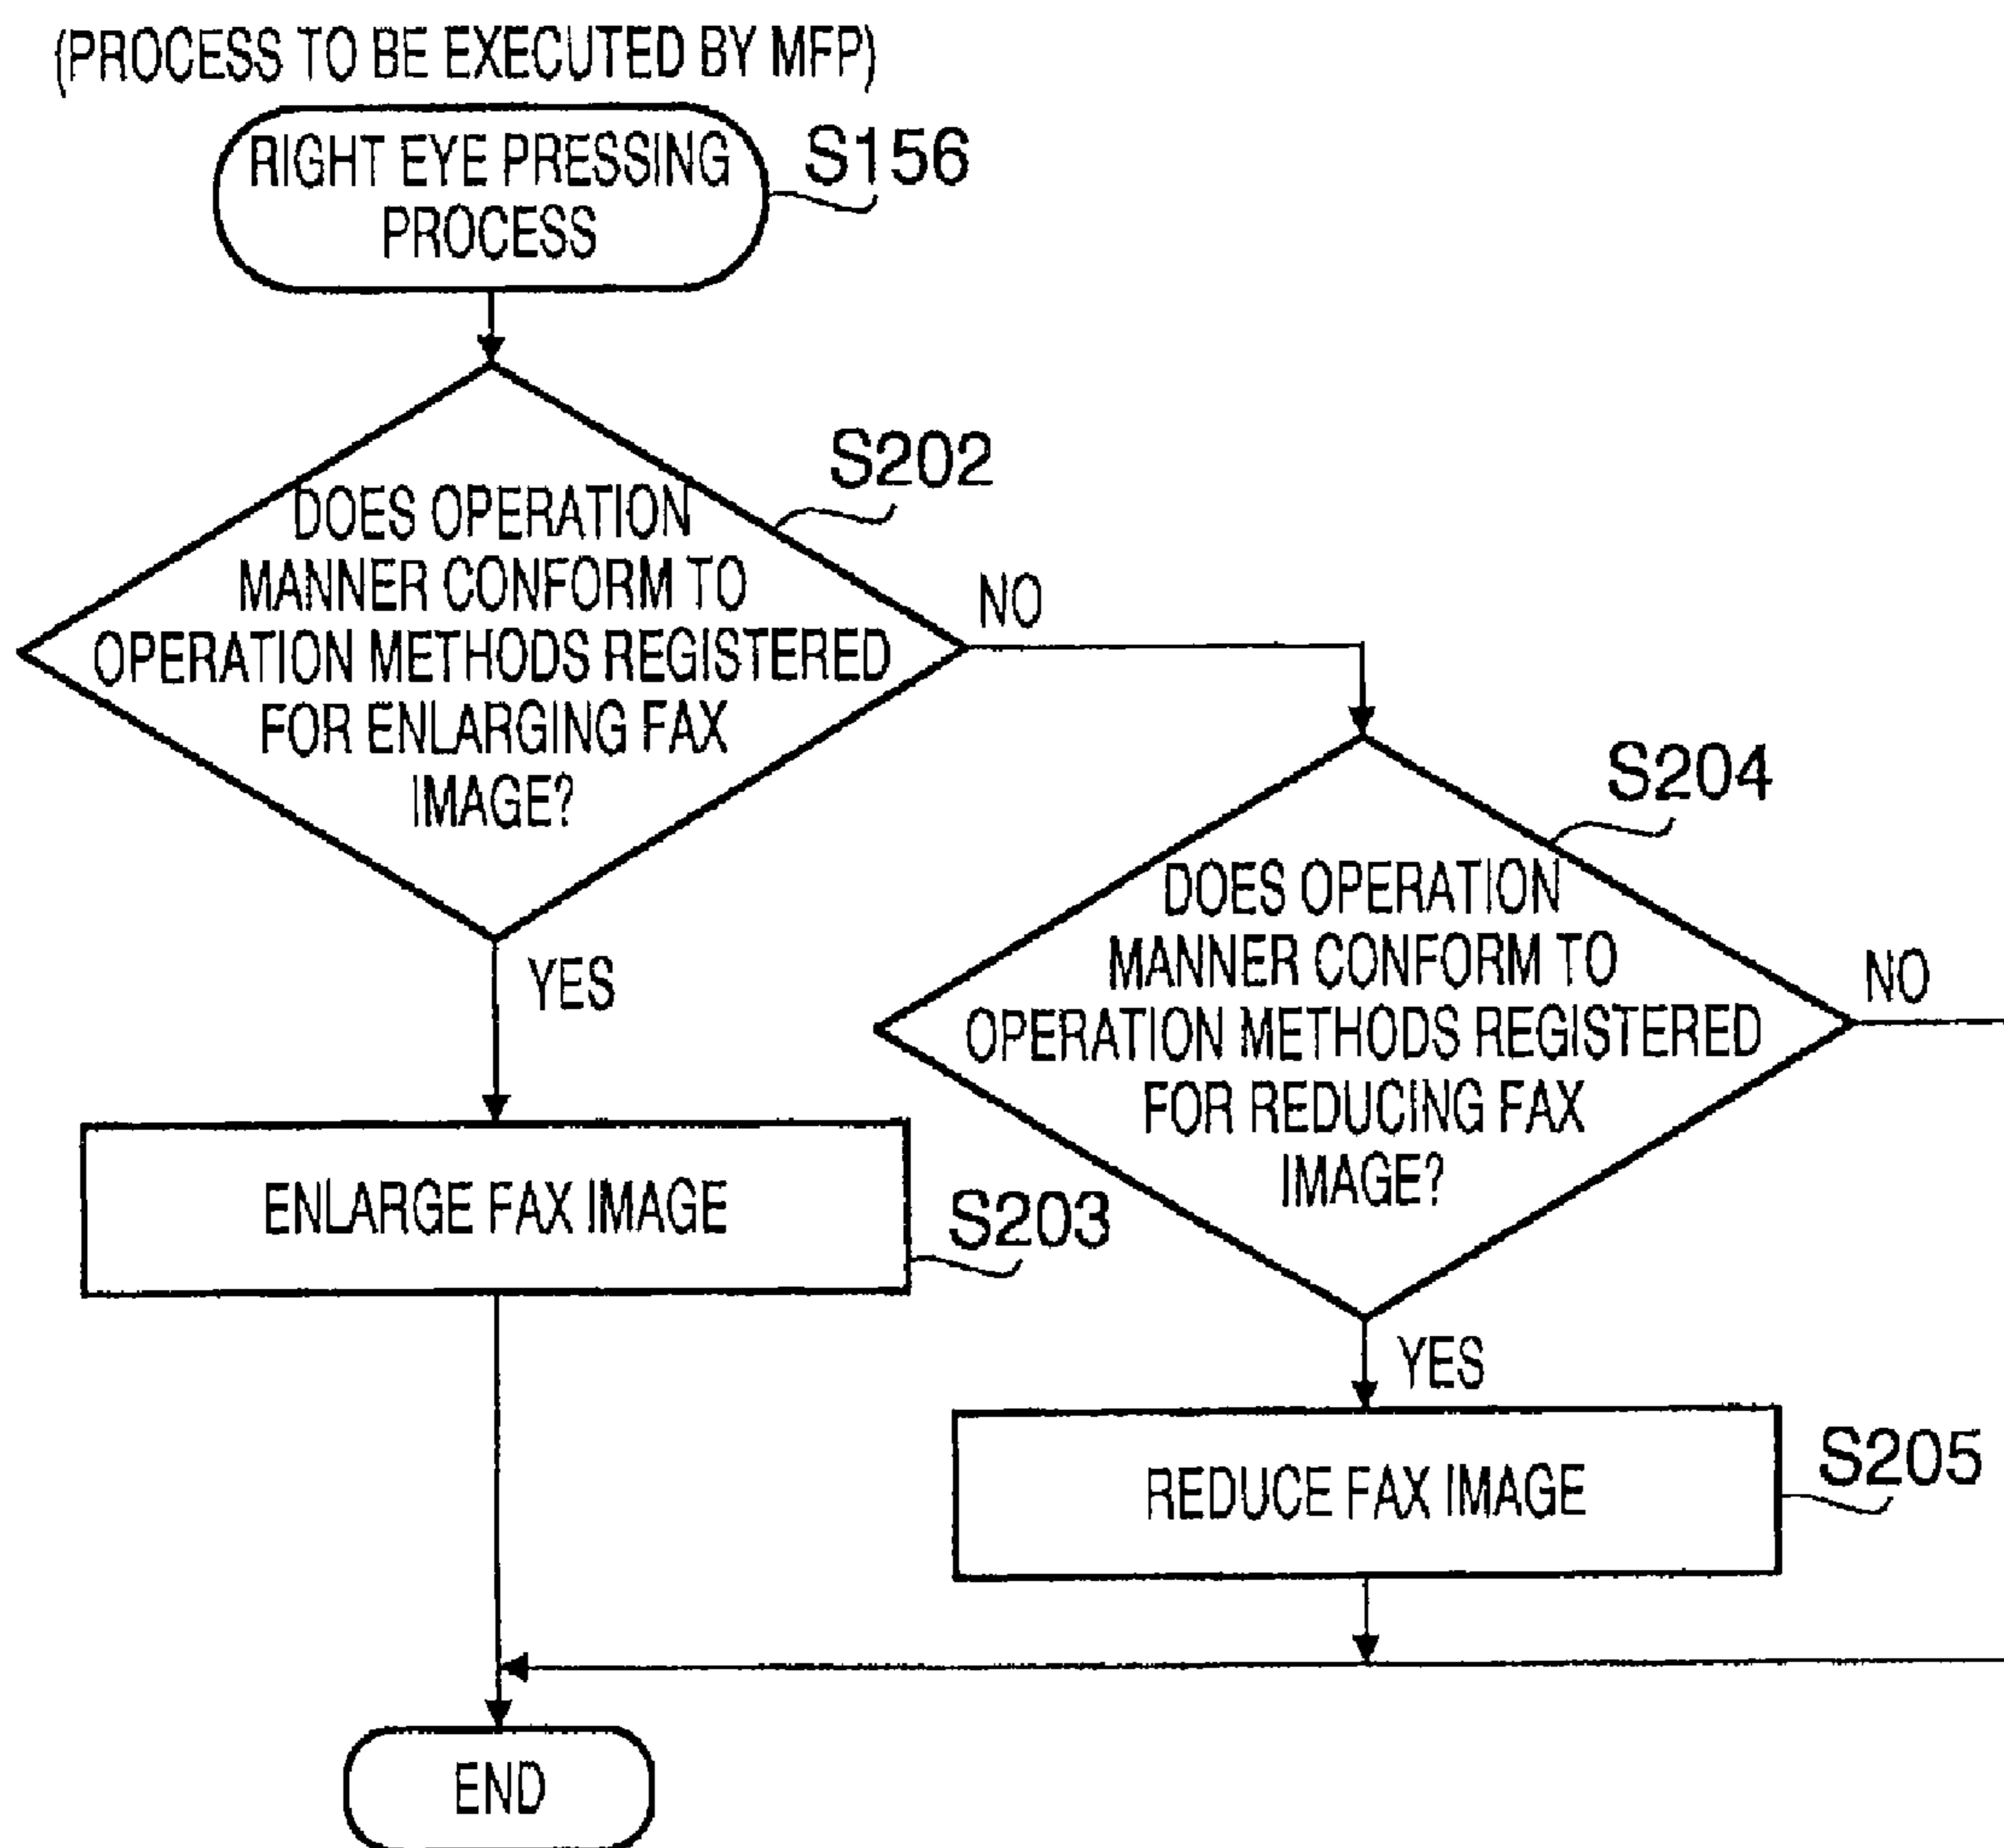 (PROCESS TO BE EXECUTED BY MFP)
RIGHT EYE PRESSING
PROCESS
S156
S202
DOES OPERATION
MANNER CONFORM TO
OPERATION METHODS REGISTERED
FOR ENLARGING FAX
IMAGE?
NO
YES
S204
DOES OPERATION
MANNER CONFORM TO
OPERATION METHODS REGISTERED
FOR REDUCING FAX
IMAGE?
NO
YES
ENLARGE FAX IMAGE
S203
REDUCE FAX IMAGE
S205
END